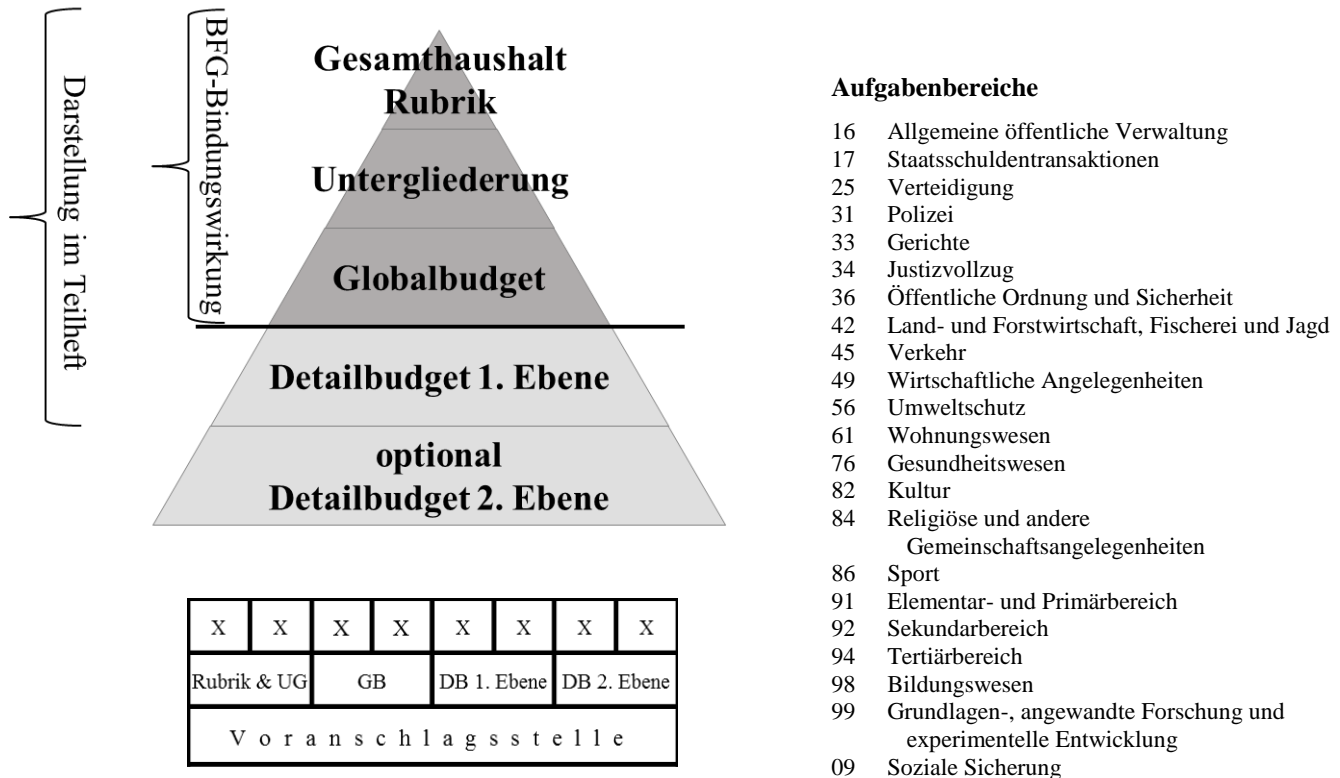 Darstellung im Teilheft
BFG-Bindungswirkung
Gesamthaushalt
Rubrik
Untergliederung
Globalbudget
Detailbudget 1. Ebene
optional
Detailbudget 2. Ebene
X X X X X X X X
Rubrik & UG GB DB 1. Ebene DB 2. Ebene
Voranschlagsstelle
Aufgabenbereiche
16 Allgemeine öffentliche Verwaltung
17 Staatsschuldentransaktionen
25 Verteidigung
31 Polizei
33 Gerichte
34 Justizvollzug
36 Öffentliche Ordnung und Sicherheit
42 Land- und Forstwirtschaft, Fischerei und Jagd
45 Verkehr
49 Wirtschaftliche Angelegenheiten
56 Umweltschutz
61 Wohnungswesen
76 Gesundheitswesen
82 Kultur
84 Religiöse und andere
Gemeinschaftsangelegenheiten
86 Sport
91 Elementar- und Primärbereich
92 Sekundarbereich
94 Tertiärbereich
98 Bildungswesen
99 Grundlagen-, angewandte Forschung und
experimentelle Entwicklung
09 Soziale Sicherung